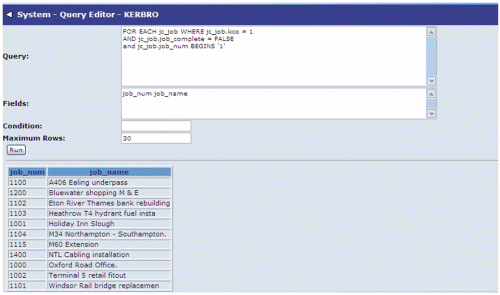 System - Query Editor - KERBRO
Query:
FOR EACH jc_job WHERE jc_job.kco = 1
AND jc_job.job_complete = FALSE
and jc_job.job_num BEGINS '1'
Fields:
job_num job_name
Condition:
Maximum Rows:
30
Run
job_num job_name
1100 A406 Ealing underpass
1200 Bluewater shopping M & E
1102 Eton River Thames bank rebuilding
1103 Heathrow T4 hydrant fuel insta
1001 Holiday Inn Slough
1104 M34 Northampton - Southampton.
1115 M60 Extension
1400 NTL Cabling installation
1000 Oxford Road Office.
1002 Terminal 5 retail fitout
1101 Windsor Rail bridge replacemen